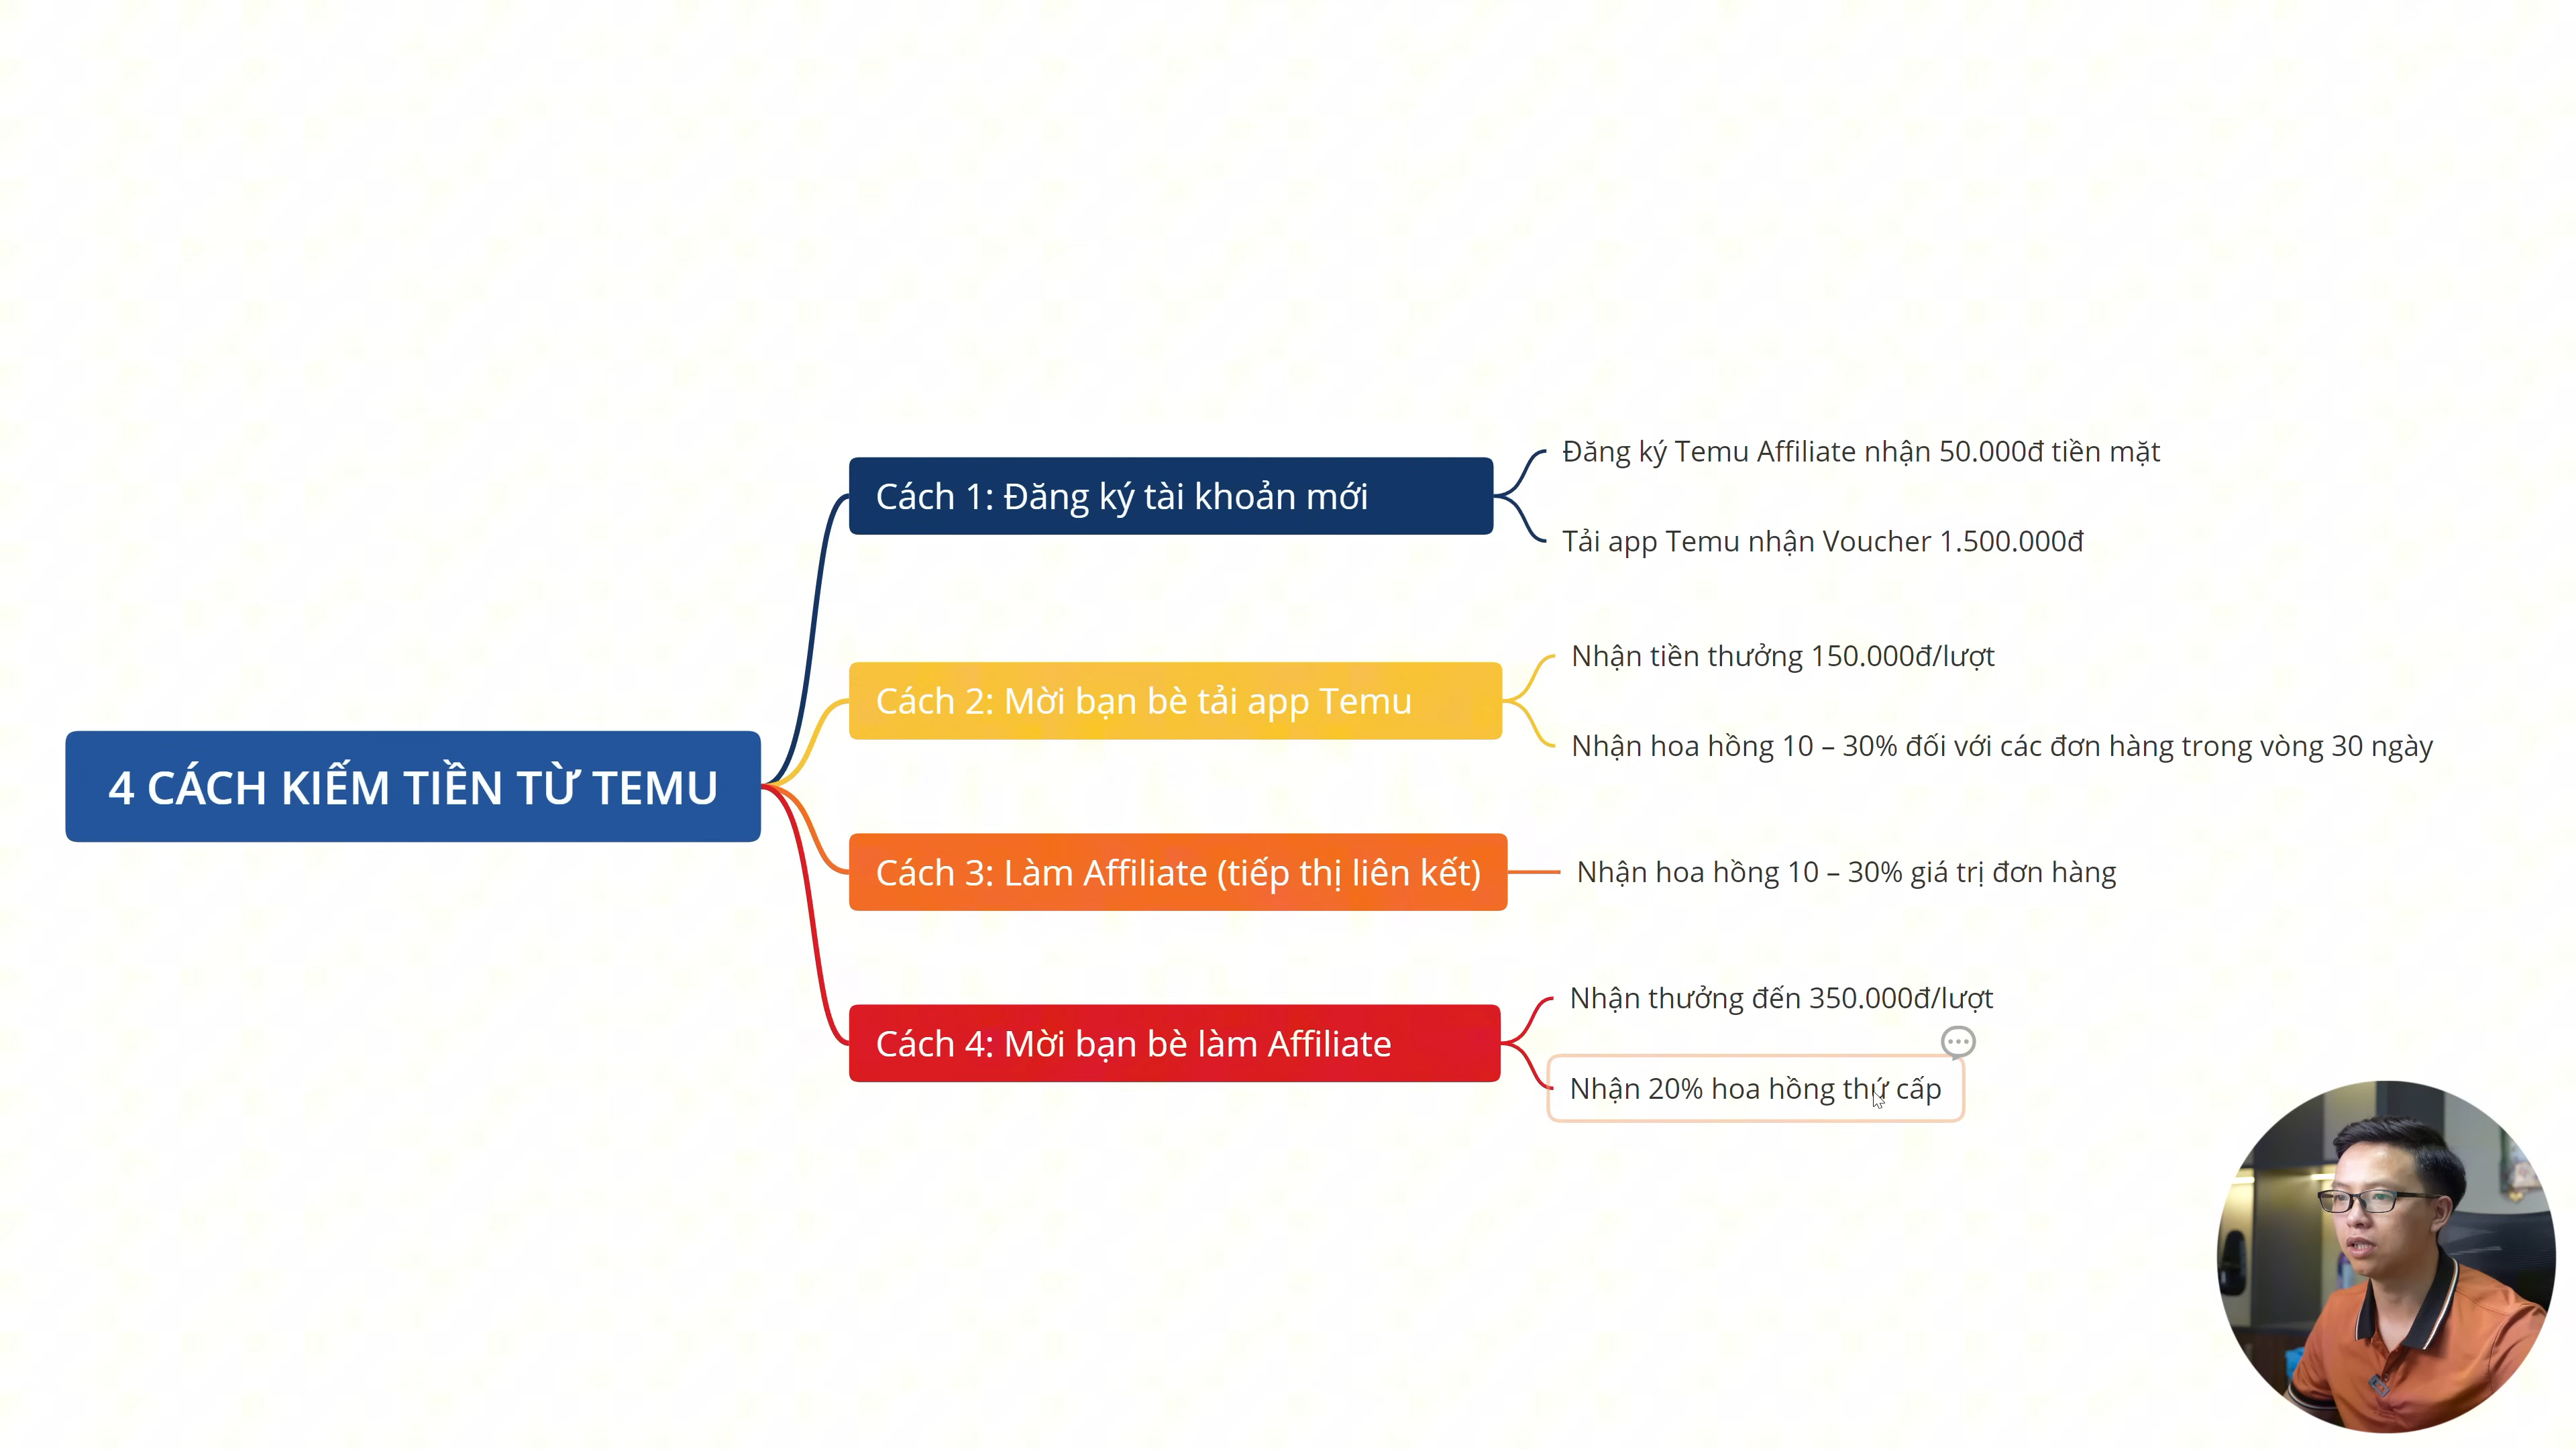 4 CÁCH KIẾM TIỀN TỪ TEMU
Cách 1: Đăng ký tài khoản mới
Đăng ký Temu Affiliate nhận 50.000đ tiền mặt
Tải app Temu nhận Voucher 1.500.000đ
Cách 2: Mời bạn bè tải app Temu
Nhận tiền thưởng 150.000đ/lượt
Nhận hoa hồng 10 – 30% đối với các đơn hàng trong vòng 30 ngày
Cách 3: Làm Affiliate (tiếp thị liên kết)
Nhận hoa hồng 10 – 30% giá trị đơn hàng
Cách 4: Mời bạn bè làm Affiliate
Nhận thưởng đến 350.000đ/lượt
Nhận 20% hoa hồng thứ cấp